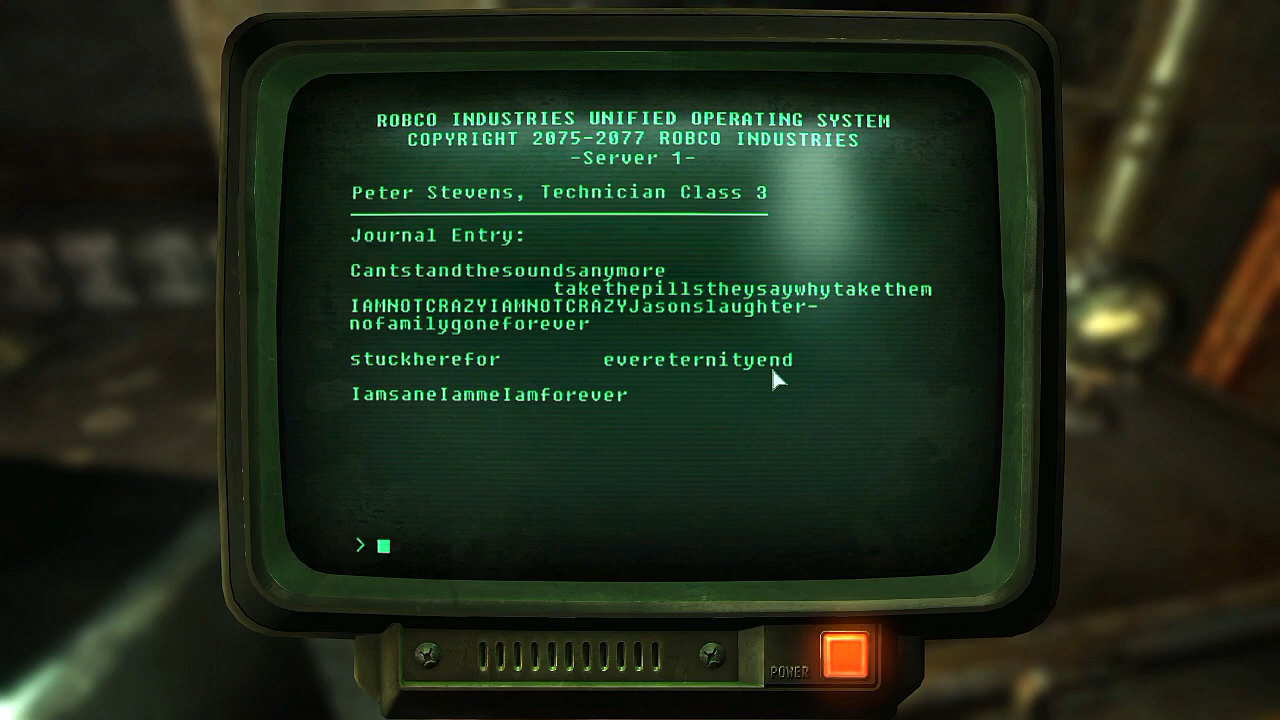 ROBCO INDUSTRIES UNIFIED OPERATING SYSTEM
COPYRIGHT 2075-2077 ROBCO INDUSTRIES
-Server 1-
Peter Stevens, Technician Class 3
Journal Entry:
Cantstandthesoundsanymore
takethepillstheysaywhytakethem
IAMNOTCRAZYIAMNOTCRAZYJasonslaughter-
nofamilygoneforever
stuckherefor evereternityend
IamsaneIammeIamforever
>
POWER